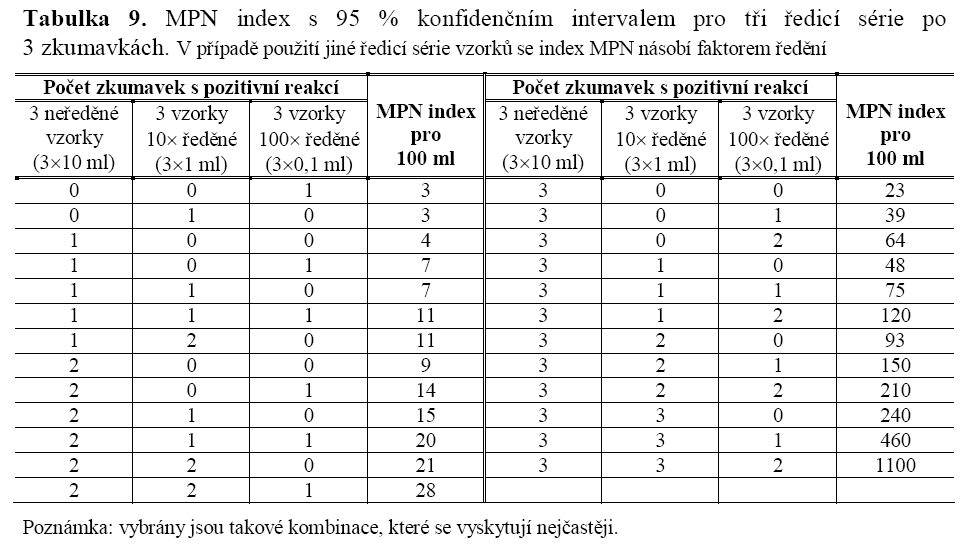 Tabulka 9. MPN index s 95 % konfidenčním intervalem pro tři ředicí série po
3 zkumavkách. V případě použití jiné ředicí série vzorků se index MPN násobí faktorem ředění
Počet zkumavek s pozitivní reakcí MPN index pro 100 ml Počet zkumavek s pozitivní reakcí MPN index pro 100 ml
3 neředěné 3 vzorky 3 vzorky 3 neředěné 3 vzorky 3 vzorky
vzorky 10× ředěné 100× ředěné vzorky 10× ředěné 100× ředěné
(3×10 ml) (3×1 ml) (3×0,1 ml) (3×10 ml) (3×1 ml) (3×0,1 ml)
0 0 1 3 3 0 0 23
0 1 0 3 3 0 1 39
1 0 0 4 3 0 2 64
1 0 1 7 3 1 0 48
1 1 0 7 3 1 1 75
1 1 1 11 3 1 2 120
1 2 0 11 3 2 0 93
2 0 0 9 3 2 1 150
2 0 1 14 3 2 2 210
2 1 0 15 3 3 0 240
2 1 1 20 3 3 1 460
2 2 0 21 3 3 2 1100
2 2 1 28
Poznámka: vybrány jsou takové kombinace, které se vyskytují nejčastěji.